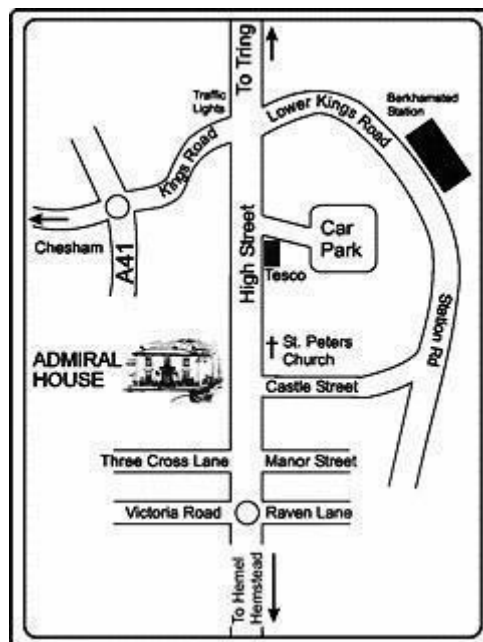 To Tring
Traffic
Lights
Kings Road
Lower Kings Road
Berkhamsted
Station
Chesham
A41
High Street
Car
Park
Tesco
Station Rd
St. Peters
Church
ADMIRAL
HOUSE
Castle Street
Three Cross Lane
Manor Street
Victoria Road
Raven Lane
To Hemel
Hemstead